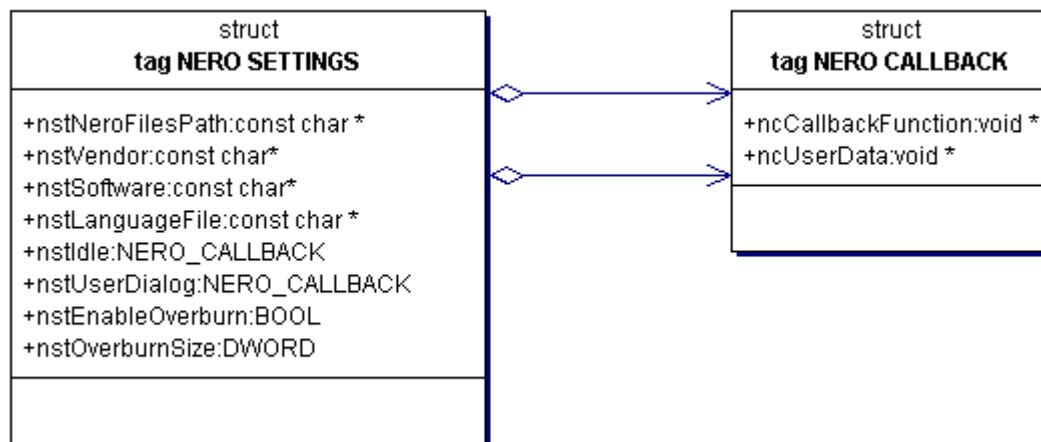 struct
tag NERO SETTINGS
+nstNeroFilesPath:const char *
+nstVendor:const char*
+nstSoftware:const char*
+nstLanguageFile:const char *
+nstIdle:NERO_CALLBACK
+nstUserDialog:NERO_CALLBACK
+nstEnableOverburn:BOOL
+nstOverburnSize:DWORD
struct
tag NERO CALLBACK
+ncCallbackFunction:void *
+ncUserData:void *